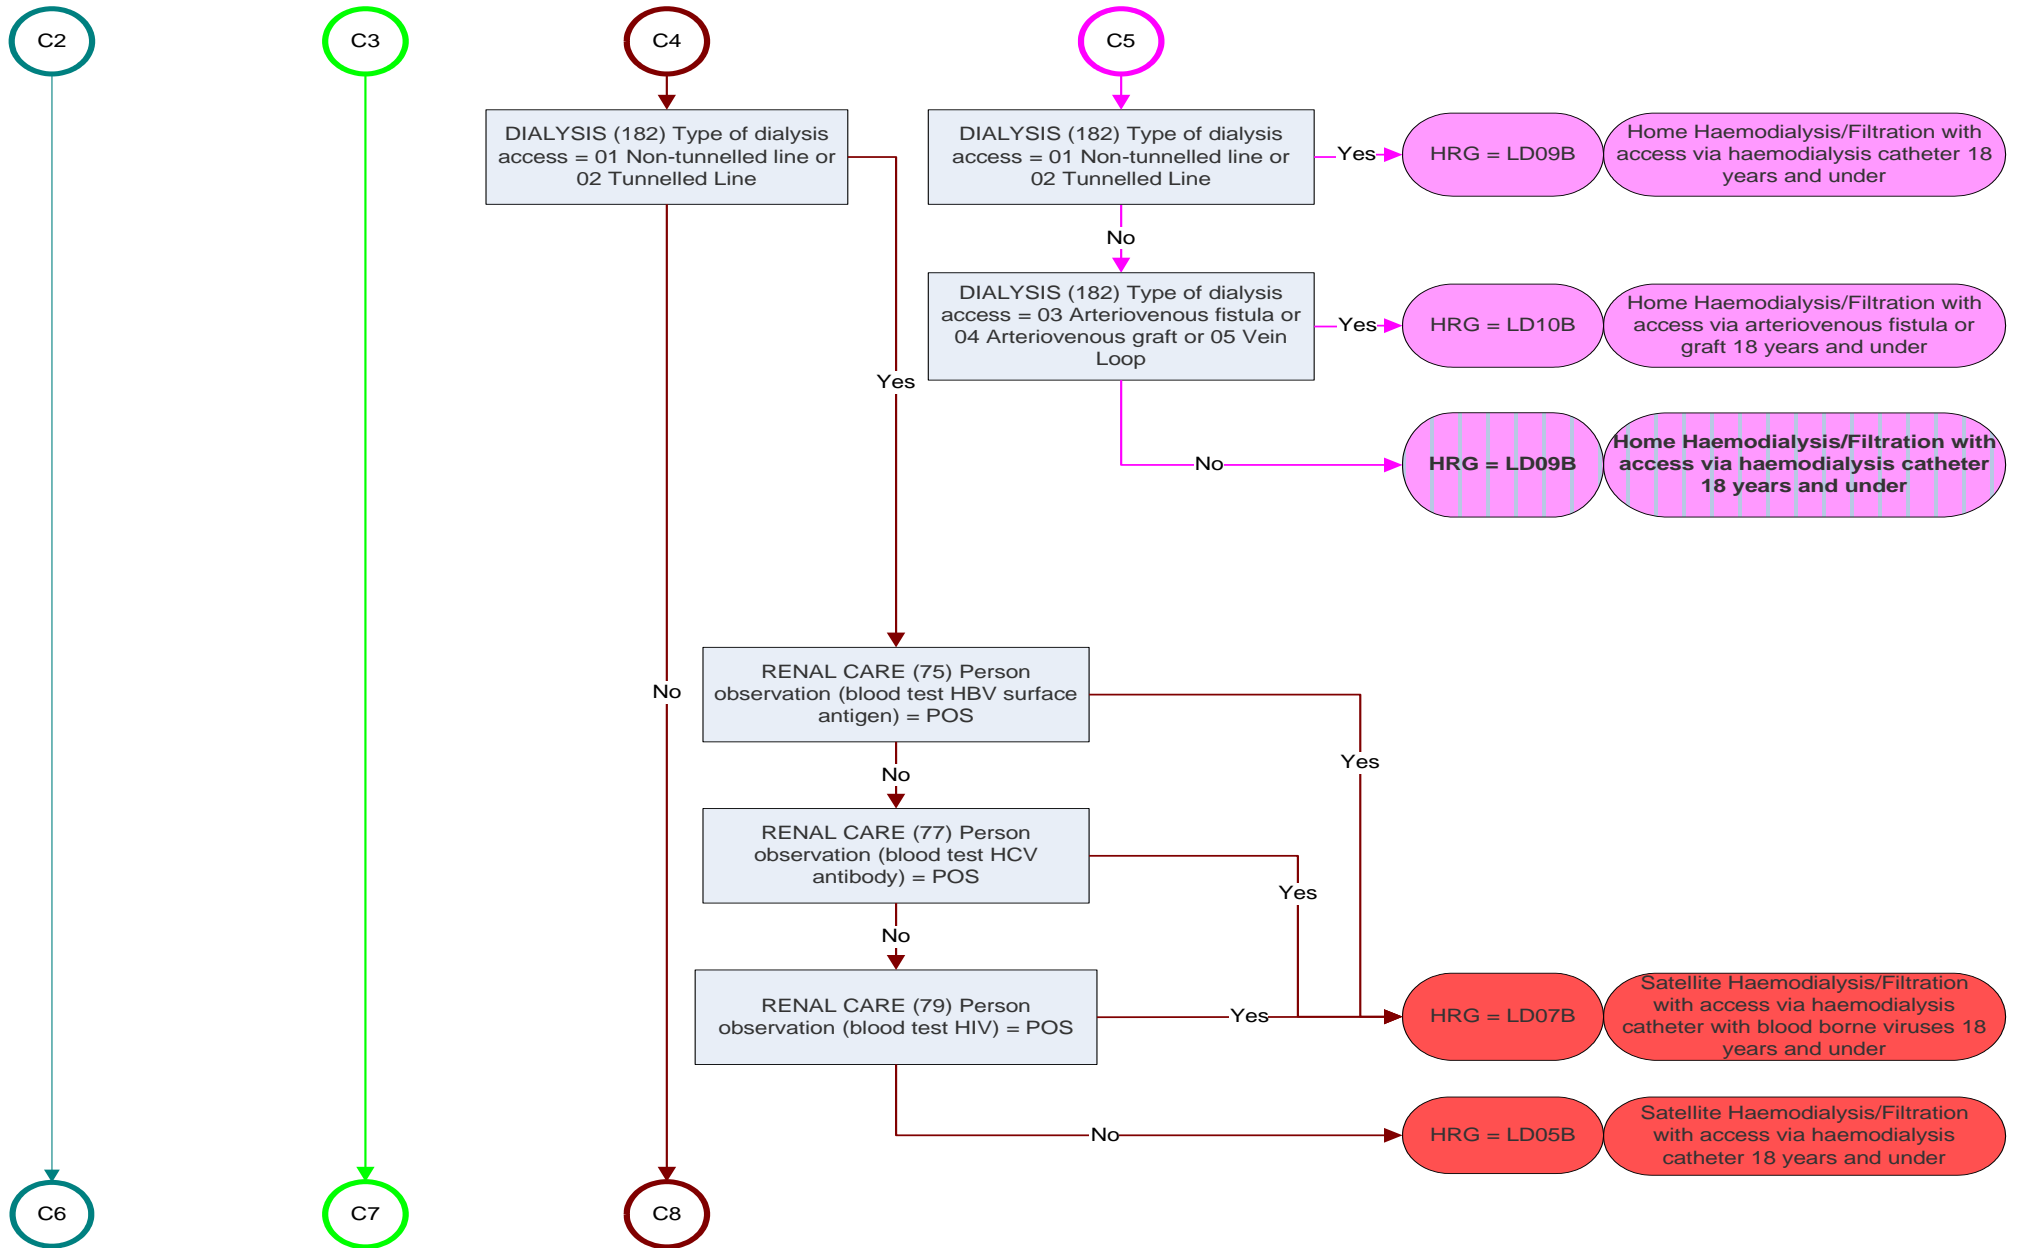 C2
C3
C4
C5
DIALYSIS (182) Type of dialysis
access = 01 Non-tunnelled line or
02 Tunnelled Line
DIALYSIS (182) Type of dialysis
access = 01 Non-tunnelled line or
02 Tunnelled Line
Yes
HRG = LD09B
Home Haemodialysis/Filtration with
access via haemodialysis catheter 18
years and under
No
DIALYSIS (182) Type of dialysis
access = 03 Arteriovenous fistula or
04 Arteriovenous graft or 05 Vein
Loop
Yes
HRG = LD10B
Home Haemodialysis/Filtration with
access via arteriovenous fistula or
graft 18 years and under
Yes
No
HRG = LD09B
Home Haemodialysis/Filtration with
access via haemodialysis catheter
18 years and under
No
RENAL CARE (75) Person
observation (blood test HBV surface
antigen) = POS
Yes
No
RENAL CARE (77) Person
observation (blood test HCV
antibody) = POS
Yes
No
RENAL CARE (79) Person
observation (blood test HIV) = POS
Yes
HRG = LD07B
Satellite Haemodialysis/Filtration
with access via haemodialysis
catheter with blood borne viruses 18
years and under
No
HRG = LD05B
Satellite Haemodialysis/Filtration
with access via haemodialysis
catheter 18 years and under
C6
C7
C8